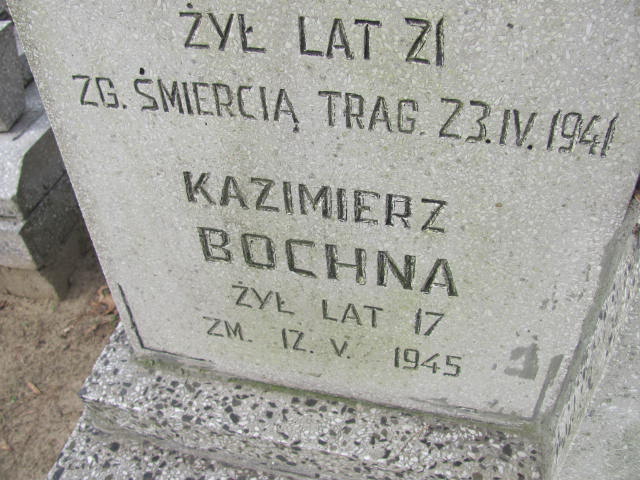 ŻYŁ LAT 21
ZG. ŚMIERCIĄ TRAG. 23.IV.1941
KAZIMIERZ
BOCHNA
ŻYŁ LAT 17
ZM. 12. V. 1945